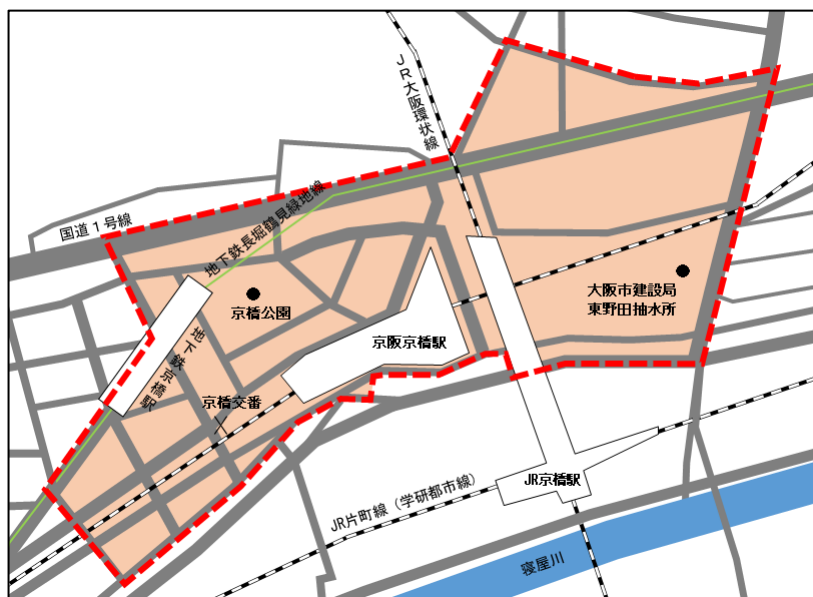 JR大阪環状線
国道1号線
地下鉄長堀鶴見緑地線
京橋公園
大阪市建設局
東野田抽水所
京阪京橋駅
地下鉄京橋駅
京橋交番
JR京橋駅
JR片町線(学研都市線)
寝屋川